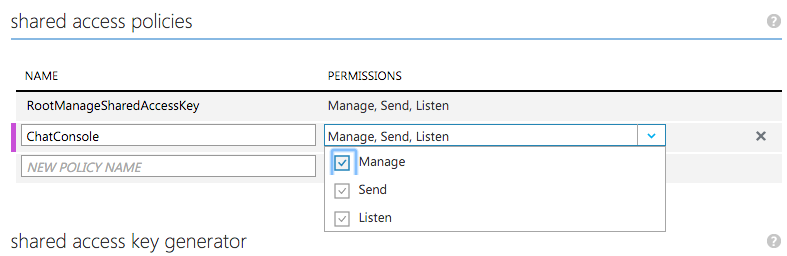 shared access policies ?
NAME PERMISSIONS
RootManageSharedAccessKey Manage, Send, Listen
ChatConsole Manage, Send, Listen
NEW POLICY NAME Manage
Send
Listen
shared access key generator ?